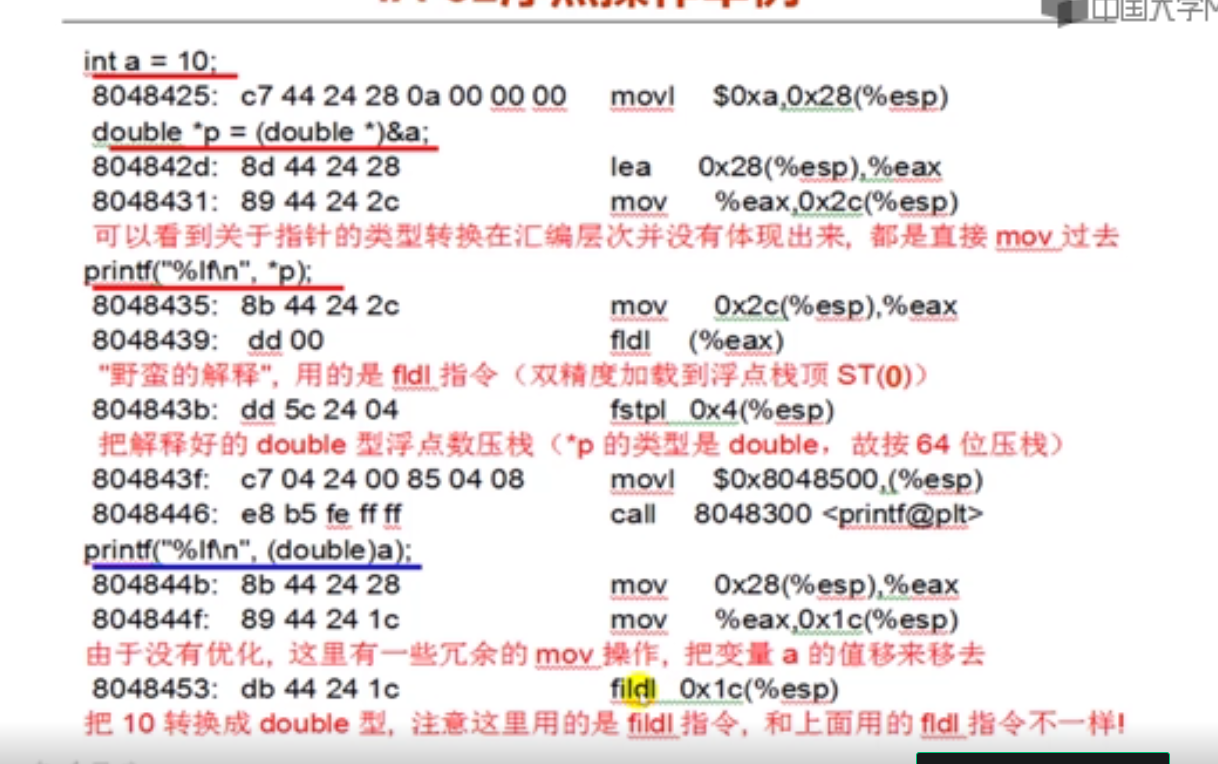 int a = 10;
8048425: c7 44 24 28 0a 00 00 00 movl $0xa,0x28(%esp)
double *p = (double *)&a;
804842d: 8d 44 24 28 lea 0x28(%esp),%eax
8048431: 89 44 24 2c mov %eax,0x2c(%esp)
可以看到关于指针的类型转换在汇编层次并没有体现出来, 都是直接 mov 过去
printf("%lf\n", *p);
8048435: 8b 44 24 2c mov 0x2c(%esp),%eax
8048439: dd 00 fldl (%eax)
"野蛮的解释", 用的是 fldl 指令（双精度加载到浮点栈顶 ST(0)）
804843b: dd 5c 24 04 fstpl 0x4(%esp)
把解释好的 double 型浮点数压栈（*p 的类型是 double，故按 64 位压栈）
804843f: c7 04 24 00 85 04 08 movl $0x8048500,(%esp)
8048446: e8 b5 fe ff ff call 8048300 <printf@plt>
printf("%lf\n", (double)a);
804844b: 8b 44 24 28 mov 0x28(%esp),%eax
804844f: 89 44 24 1c mov %eax,0x1c(%esp)
由于没有优化, 这里有一些冗余的 mov 操作, 把变量 a 的值移来移去
8048453: db 44 24 1c fildl 0x1c(%esp)
把 10 转换成 double 型, 注意这里用的是 fildl 指令, 和上面用的 fldl 指令不一样!